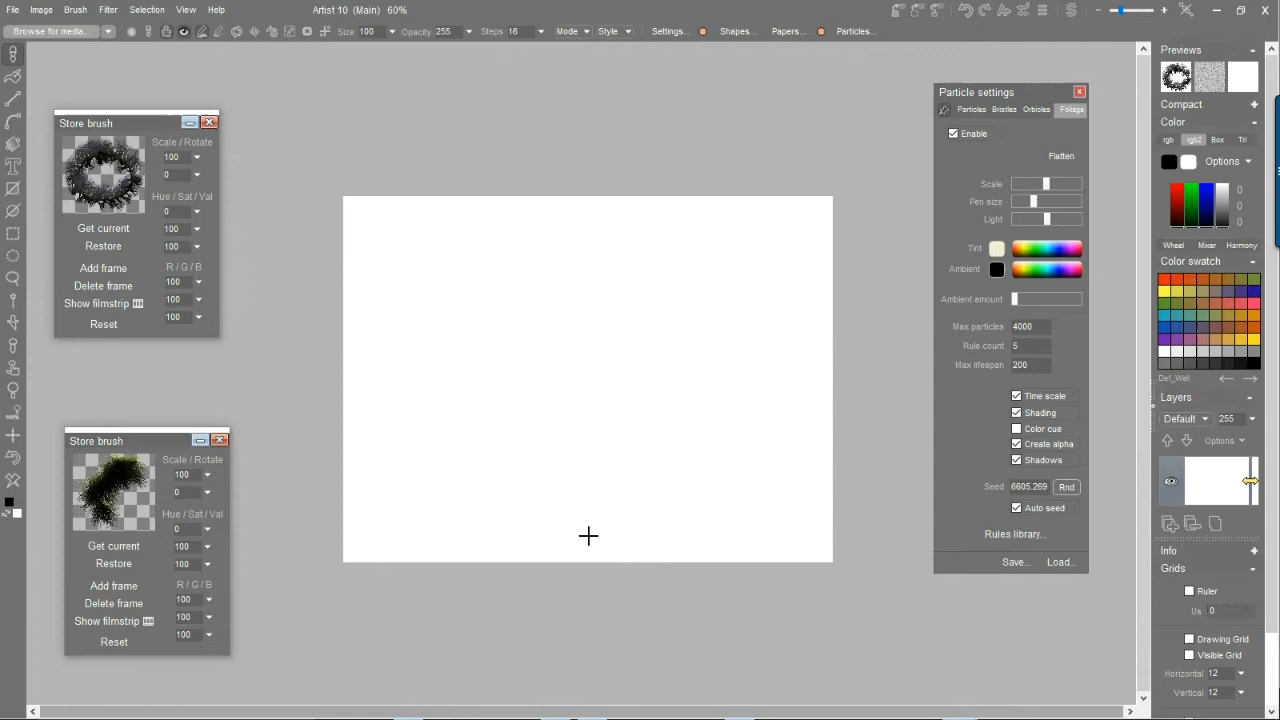 File Image Brush Filter Selection View Help Artist 10 (Main) 60%
Browse for media... Size 100 Opacity 255 Steps 16 Mode Style Settings... Shapes... Papers... Particles...
Store brush
Scale / Rotate
100
0
Hue / Sat / Val
0
Get current 100
Restore 100
Add frame R / G / B
Delete frame 100
Show filmstrip 100
Reset 100
Store brush
Scale / Rotate
100
0
Hue / Sat / Val
0
Get current 100
Restore 100
Add frame R / G / B
Delete frame 100
Show filmstrip 100
Reset 100
Particle settings
Particles Bristles Orbicles Foliage
Enable
Flatten
Scale
Pen size
Light
Tint
Ambient
Ambient amount
Max particles 4000
Rule count 5
Max lifespan 200
Time scale
Shading
Color cue
Create alpha
Shadows
Seed 6605.269 Rnd
Auto seed
Rules library...
Save... Load...
Previews
Compact
Color
rgb rgb2 Box Tri
Options
0
0
0
Wheel Mixer Harmony
Color swatch
Def_Well
Layers
Default 255
Options
Info
Grids
Ruler
Us 0
Drawing Grid
Visible Grid
Horizontal 12
Vertical 12